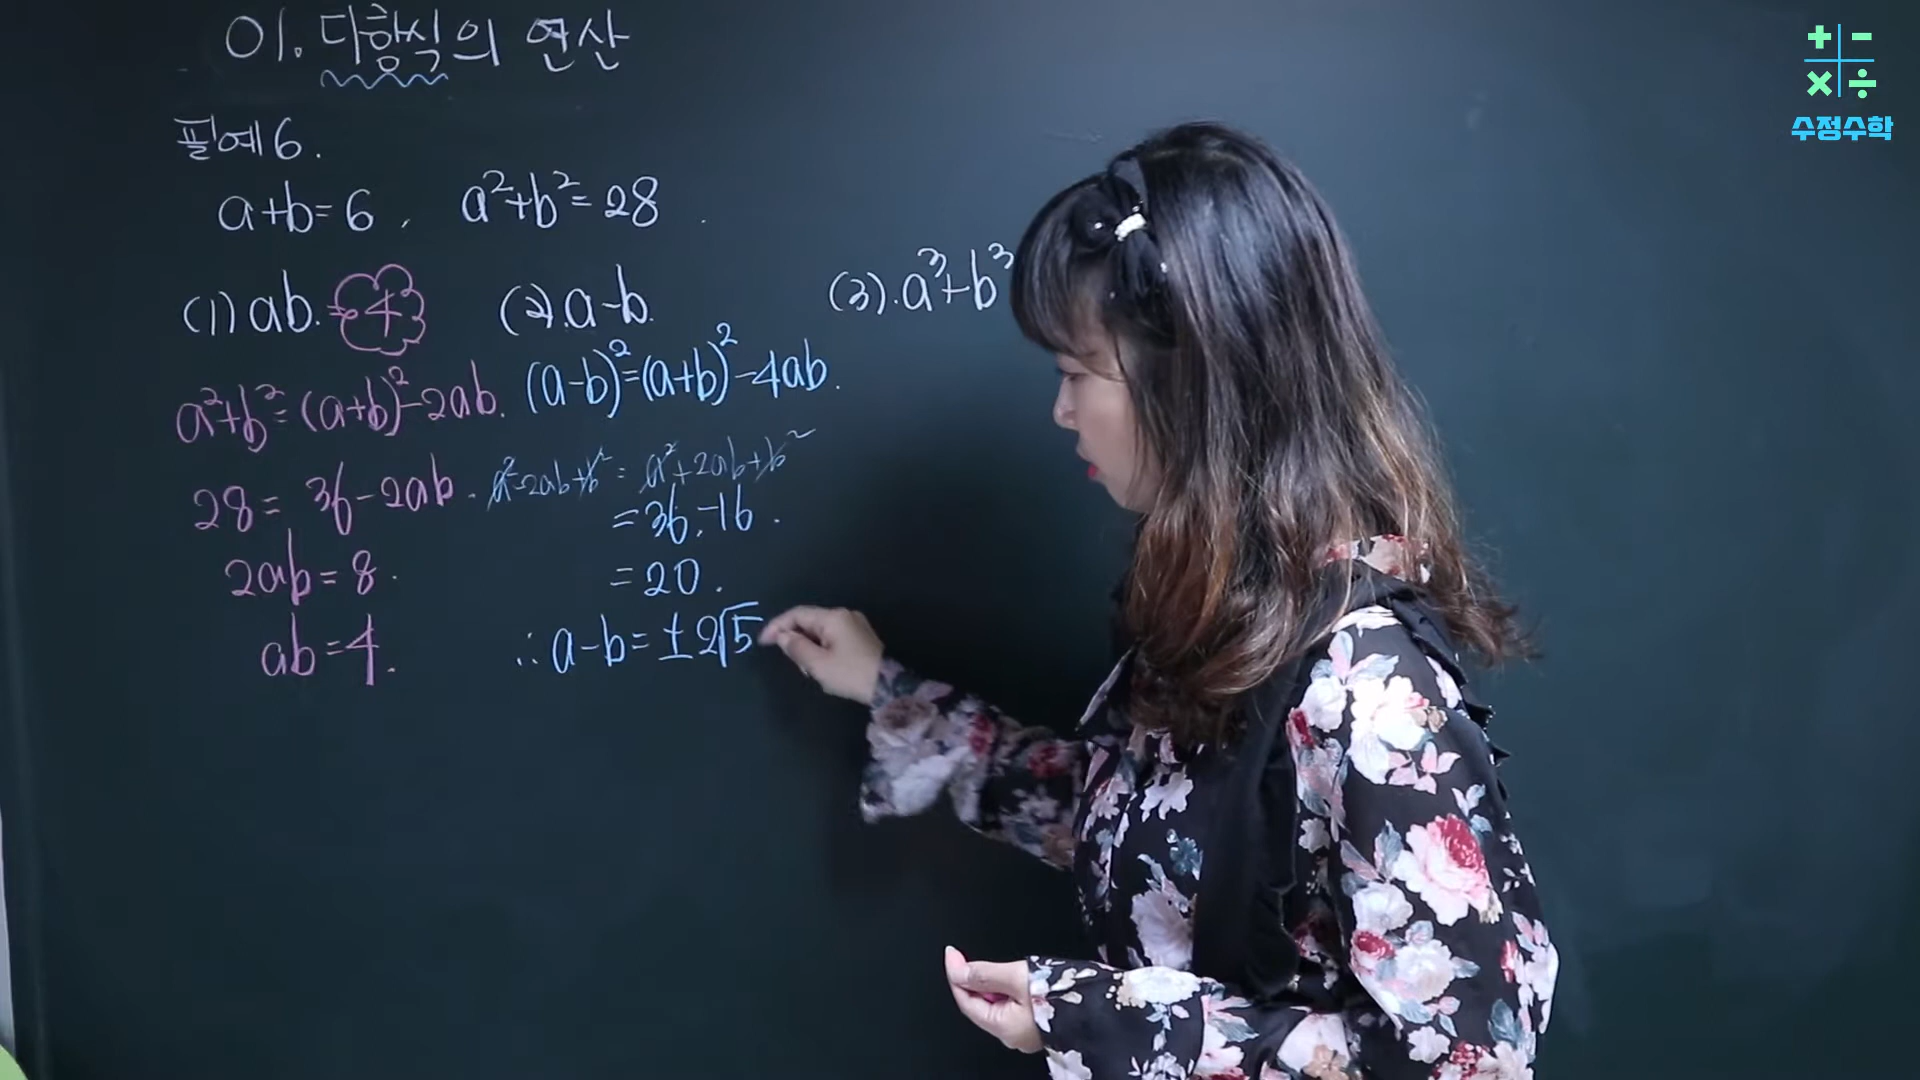 01. 다항식의 연산
필예 6.
a+b=6, a²+b²=28.
(1) ab.=4 (2). a-b. (3). a³+b³
a²+b²=(a+b)²-2ab.
28= 36-2ab.
2ab=8.
ab=4.
(a-b)²=(a+b)²-4ab.
a²-2ab+b² = a²+2ab+b²
=36-16.
=20.
∴ a-b=±2√5
+ - × ÷
수정수학